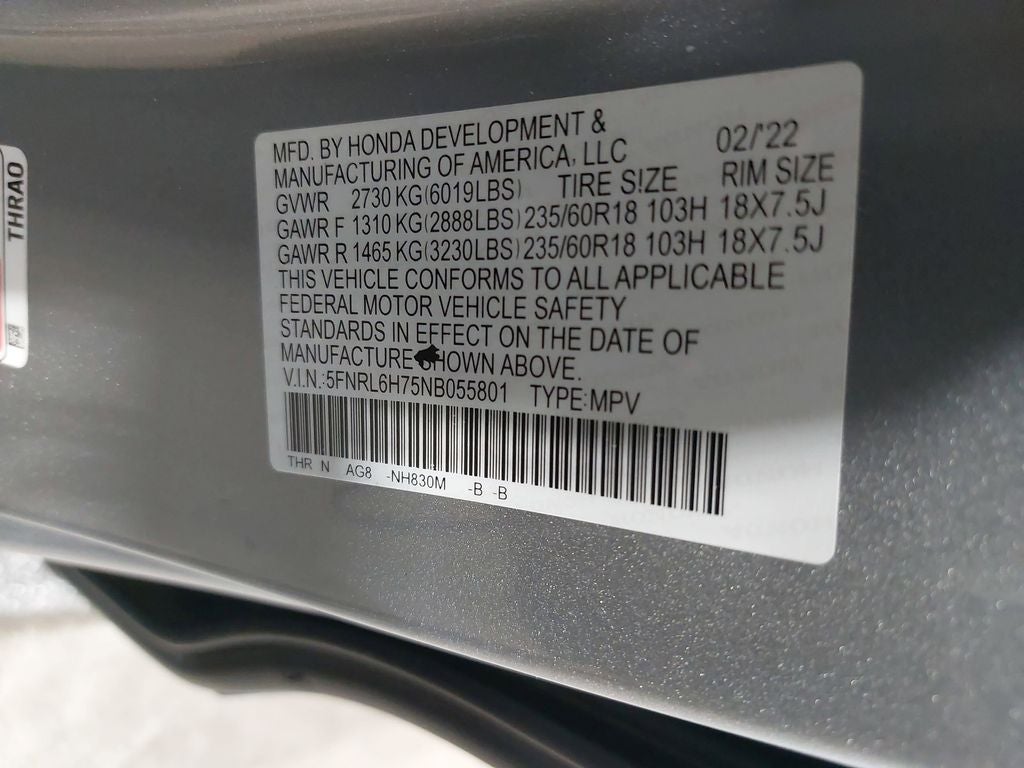 THRAO
MFD. BY HONDA DEVELOPMENT &
MANUFACTURING OF AMERICA, LLC 02/'22
GVWR 2730 KG(6019LBS) TIRE SIZE RIM SIZE
GAWR F 1310 KG(2888LBS) 235/60R18 103H 18X7.5J
GAWR R 1465 KG(3230LBS) 235/60R18 103H 18X7.5J
THIS VEHICLE CONFORMS TO ALL APPLICABLE
FEDERAL MOTOR VEHICLE SAFETY
STANDARDS IN EFFECT ON THE DATE OF
MANUFACTURE SHOWN ABOVE.
V.I.N.:5FNRL6H75NB055801 TYPE:MPV
THR N AG8 -NH830M -B -B